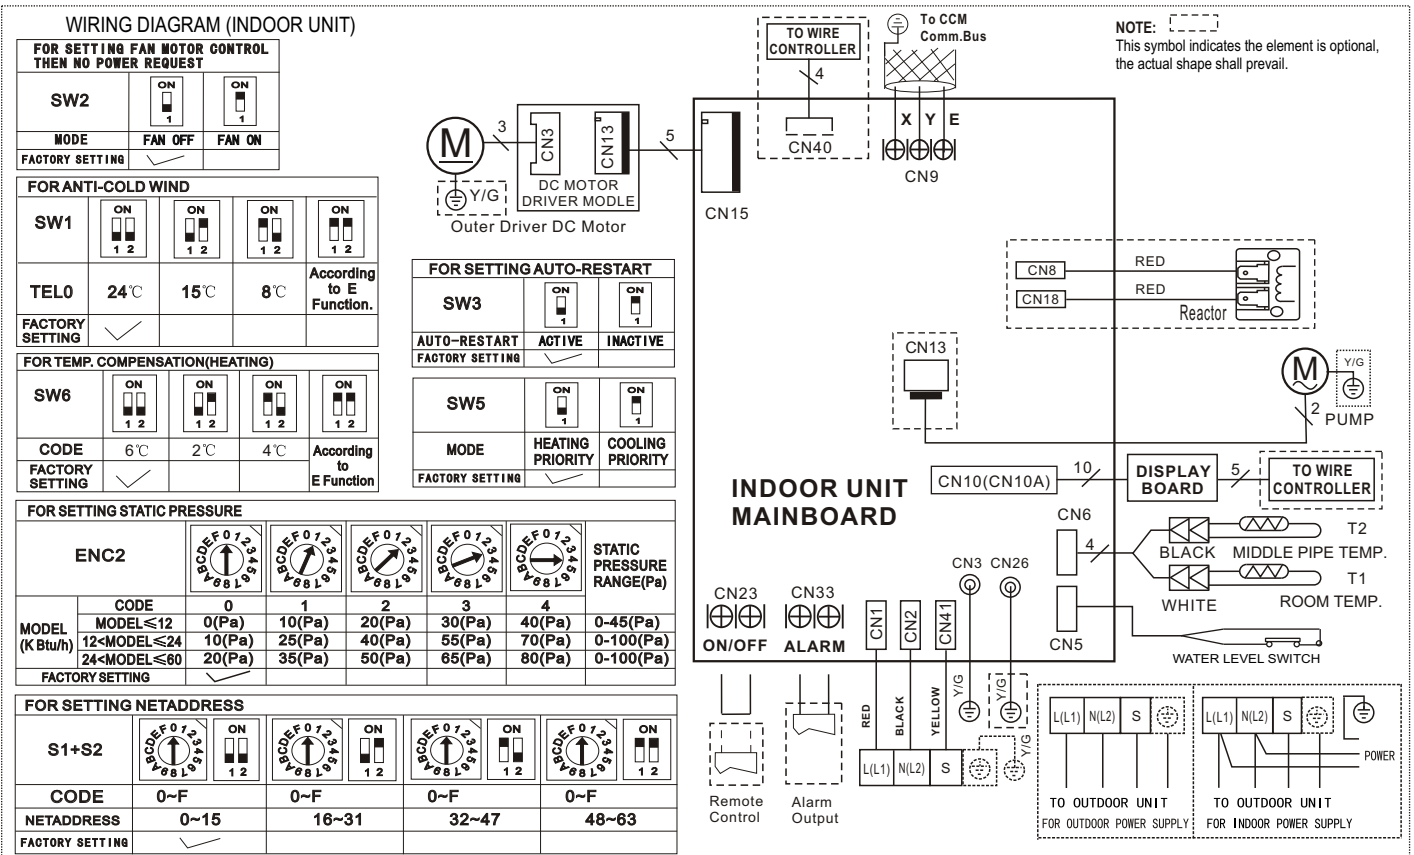 WIRING DIAGRAM (INDOOR UNIT)
FOR SETTING FAN MOTOR CONTROL
THEN NO POWER REQUEST
SW2
ON
1
ON
1
MODE FAN OFF FAN ON
FACTORY SETTING
FOR ANTI-COLD WIND
SW1
ON
1 2
ON
1 2
ON
1 2
ON
1 2
TEL0 24℃ 15℃ 8℃ According
to E
Function.
FACTORY
SETTING
FOR TEMP. COMPENSATION(HEATING)
SW6
ON
1 2
ON
1 2
ON
1 2
ON
1 2
CODE 6℃ 2℃ 4℃ According
to
E Function
FACTORY
SETTING
FOR SETTING AUTO-RESTART
SW3
ON
1
ON
1
AUTO-RESTART ACTIVE INACTIVE
FACTORY SETTING
SW5
ON
1
ON
1
MODE HEATING
PRIORITY
COOLING
PRIORITY
FACTORY SETTING
FOR SETTING STATIC PRESSURE
ENC2
0123456789ABCDEF
0123456789ABCDEF
0123456789ABCDEF
0123456789ABCDEF
0123456789ABCDEF
STATIC
PRESSURE
RANGE(Pa)
CODE 0 1 2 3 4
MODEL
(K Btu/h)
MODEL≤12 0(Pa) 10(Pa) 20(Pa) 30(Pa) 40(Pa) 0-45(Pa)
12<MODEL≤24 10(Pa) 25(Pa) 40(Pa) 55(Pa) 70(Pa) 0-100(Pa)
24<MODEL≤60 20(Pa) 35(Pa) 50(Pa) 65(Pa) 80(Pa) 0-100(Pa)
FACTORY SETTING
FOR SETTING NETADDRESS
S1+S2
0123456789ABCDEF
ON
1 2
0123456789ABCDEF
ON
1 2
0123456789ABCDEF
ON
1 2
0123456789ABCDEF
ON
1 2
CODE 0~F 0~F 0~F 0~F
NETADDRESS 0~15 16~31 32~47 48~63
FACTORY SETTING
M
3
Y/G
CN3
CN13
DC MOTOR
DRIVER MODLE
Outer Driver DC Motor
5
CN15
TO WIRE
CONTROLLER
4
CN40
To CCM
Comm.Bus
X Y E
CN9
NOTE:
This symbol indicates the element is optional,
the actual shape shall prevail.
CN8
RED
CN18
RED
Reactor
CN13
M
Y/G
2
PUMP
CN10(CN10A)
10
DISPLAY
BOARD
5
TO WIRE
CONTROLLER
INDOOR UNIT
MAINBOARD
CN6
4
T2
BLACK MIDDLE PIPE TEMP.
T1
WHITE ROOM TEMP.
CN5
WATER LEVEL SWITCH
CN3 CN26
CN23
ON/OFF
CN33
ALARM
CN1
CN2
CN41
RED
BLACK
YELLOW
Y/G
Y/G
Y/G
L(L1) N(L2) S
Remote
Control
Alarm
Output
L(L1) N(L2) S
TO OUTDOOR UNIT
FOR OUTDOOR POWER SUPPLY
L(L1) N(L2) S
POWER
TO OUTDOOR UNIT
FOR INDOOR POWER SUPPLY